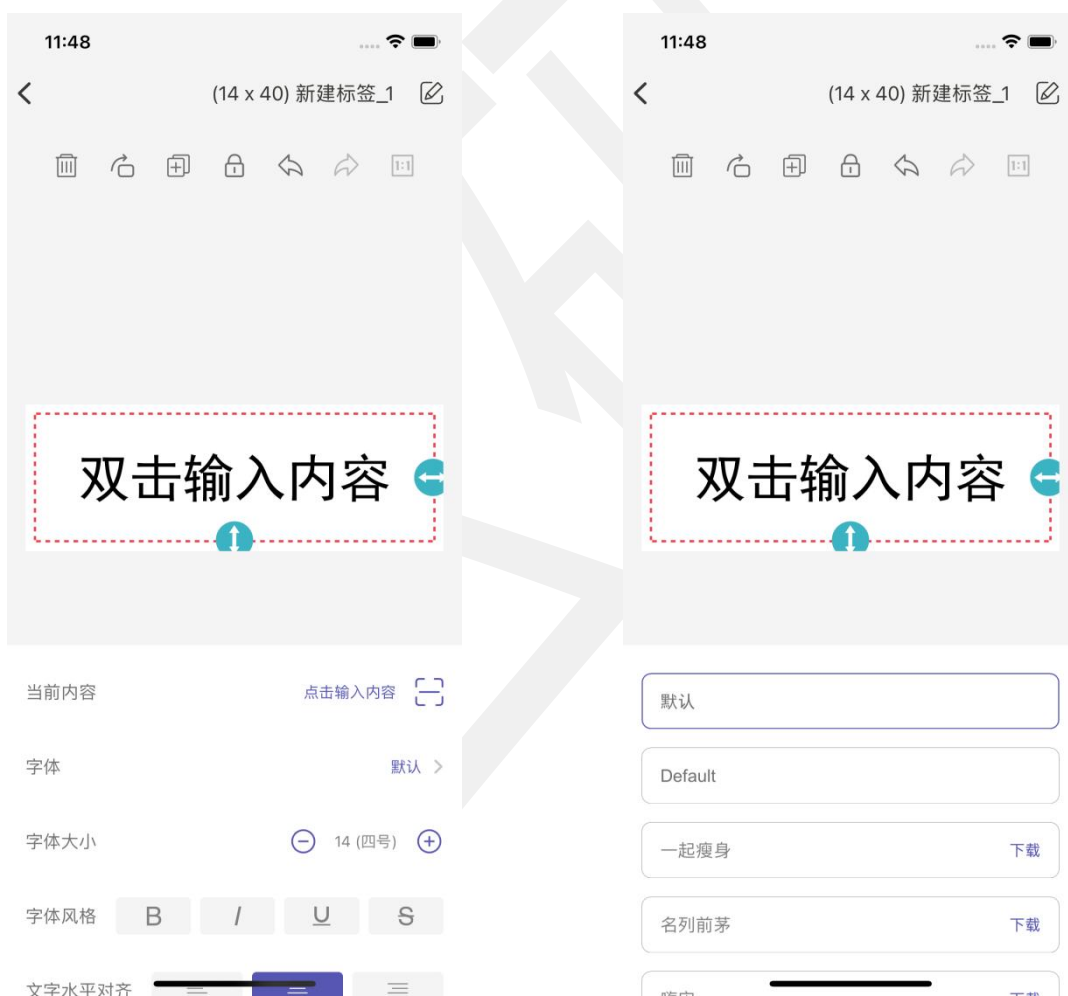 11:48
(14 x 40) 新建标签_1
1:1
双击输入内容
当前内容 点击输入内容
字体 默认
字体大小 14 (四号)
字体风格 B I U S
文字水平对齐
11:48
(14 x 40) 新建标签_1
1:1
双击输入内容
默认
Default
一起瘦身 下载
名列前茅 下载
下载